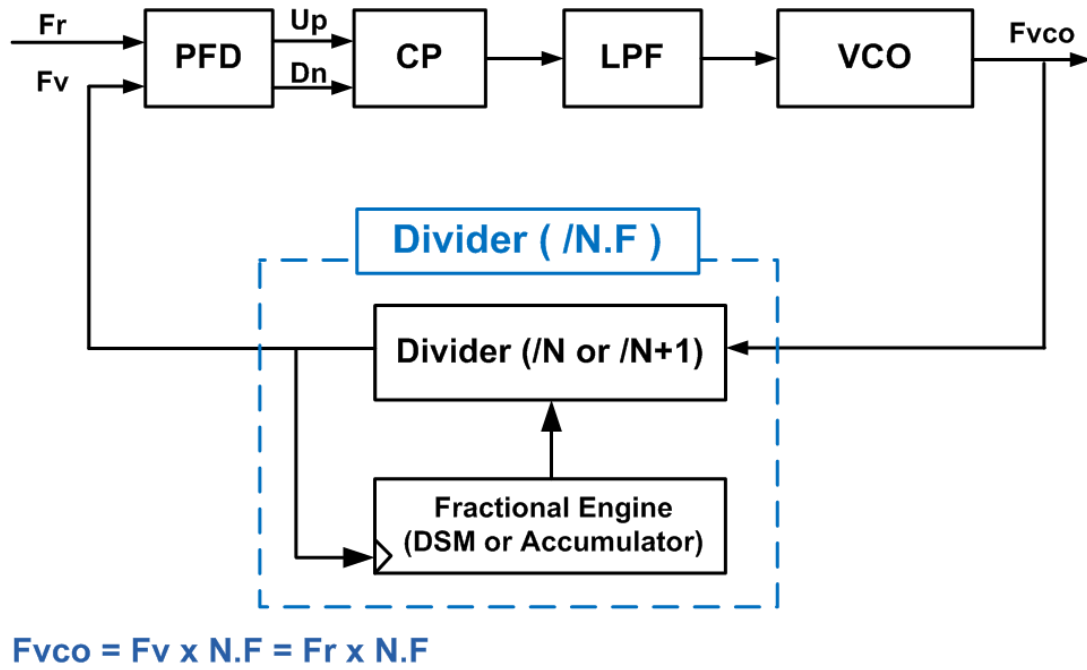 Fr
Fv
PFD
Up
Dn
CP
LPF
VCO
Fvco
Divider ( /N.F )
Divider (/N or /N+1)
Fractional Engine
(DSM or Accumulator)
Fvco = Fv x N.F = Fr x N.F